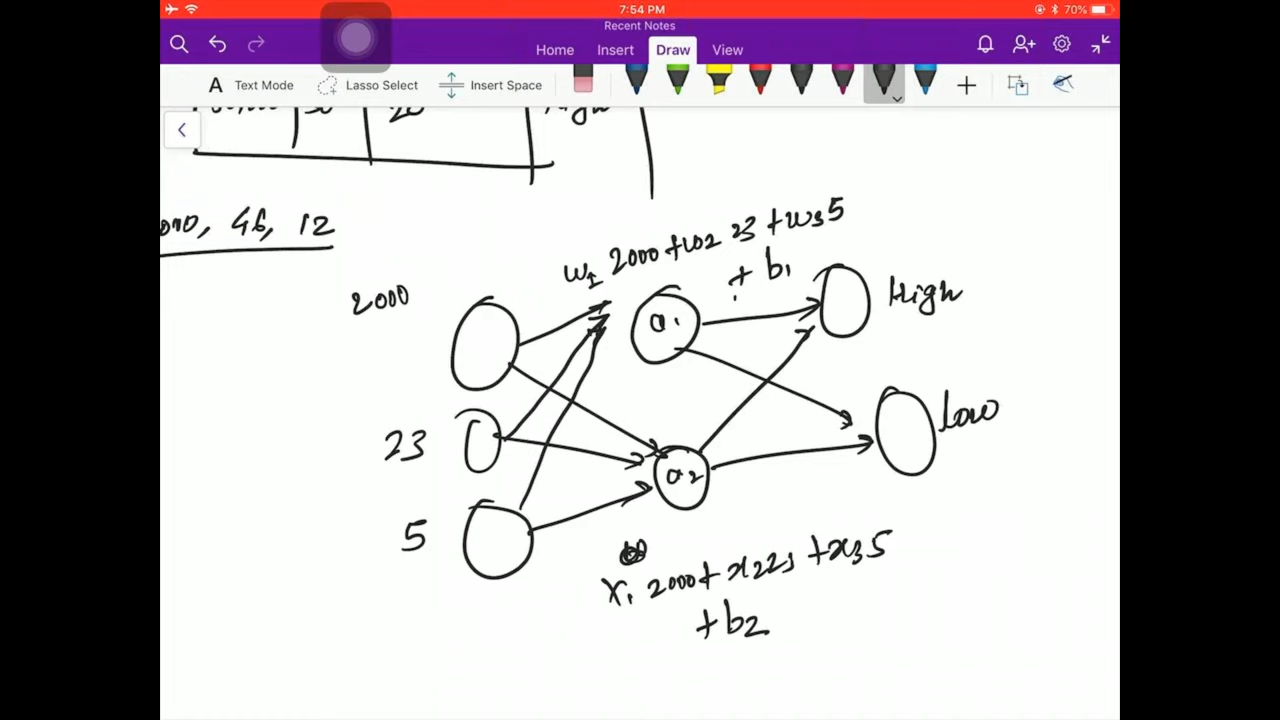 7:54 PM
70%
Recent Notes
Home Insert Draw View
A Text Mode Lasso Select Insert Space
20 High
46, 12
w1 2000 + w2 23 + w3 5
+ b1
2000
a1
High
23
Low
a2
5
x1 2000 + x2 23 + x3 5
+ b2